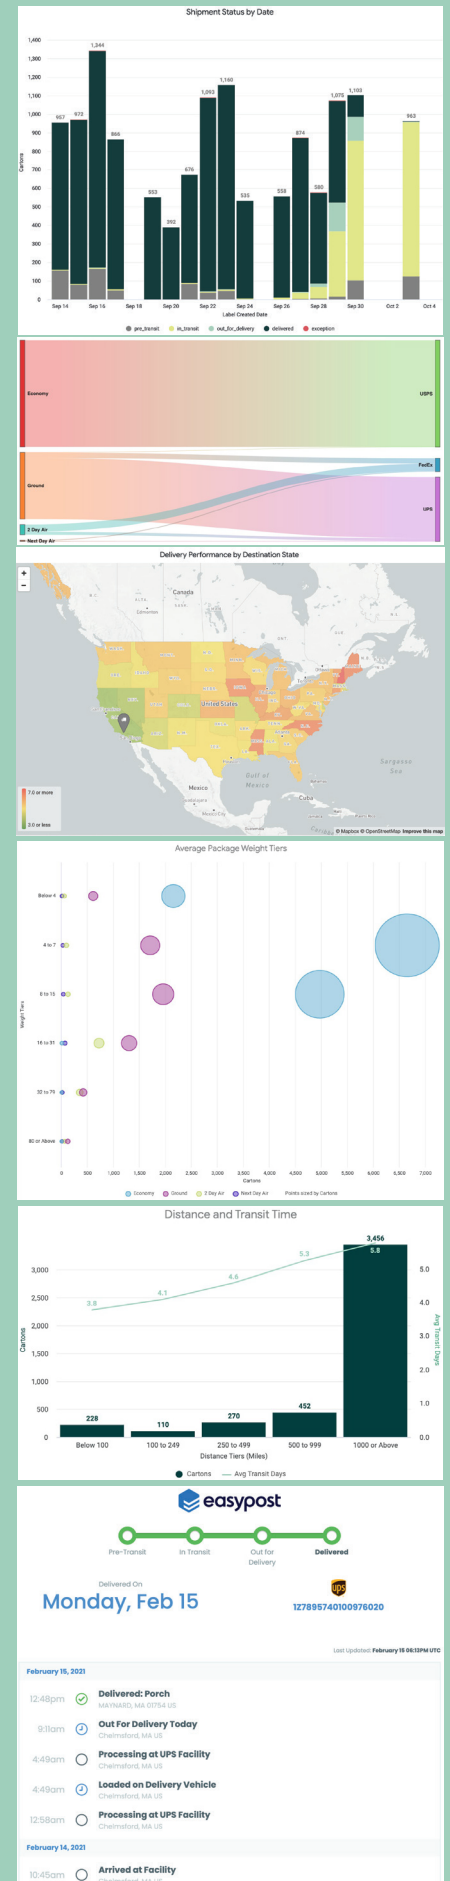 Shipment Status by Date
1,400
1,300
1,200
1,100
1,000
900
800
700
600
500
400
300
200
100
0
Cartons
957
972
1,344
866
553
392
676
1,093
1,160
535
558
874
580
1,075
1,103
963
Sep 14
Sep 16
Sep 18
Sep 20
Sep 22
Sep 24
Sep 26
Sep 28
Sep 30
Oct 2
Oct 4
Label Created Date
pre_transit
in_transit
out_for_delivery
delivered
exception
Economy
Ground
2 Day Air
Next Day Air
USPS
FedEx
UPS
Delivery Performance by Destination State
+
−
Canada
Edmonton
United States
Mexico
Gulf of
Mexico
Cuba
Mexico City
Sargasso
Sea
7.0 or more
3.0 or less
© Mapbox © OpenStreetMap Improve this map
Average Package Weight Tiers
Weight Tiers
Below 4
4 to 7
8 to 15
16 to 31
32 to 79
80 or Above
0
500
1,000
1,500
2,000
2,500
3,000
3,500
4,000
4,500
5,000
5,500
6,000
6,500
7,000
Cartons
Economy
Ground
2 Day Air
Next Day Air
Points sized by Cartons
Distance and Transit Time
Cartons
3,000
2,500
2,000
1,500
1,000
500
0
3.8
4.1
4.6
5.3
5.8
228
110
270
452
3,456
5.0
4.0
3.0
2.0
1.0
0.0
Avg Transit Days
Below 100
100 to 249
250 to 499
500 to 999
1000 or Above
Distance Tiers (Miles)
Cartons
Avg Transit Days
easypost
Pre-Transit
In Transit
Out for
Delivery
Delivered
Delivered On
Monday, Feb 15
ups
1Z7895740100976020
Last Updated: February 15 06:13PM UTC
February 15, 2021
12:48pm
Delivered: Porch
MAYNARD, MA 01754 US
9:11am
Out For Delivery Today
Chelmsford, MA US
4:49am
Processing at UPS Facility
Chelmsford, MA US
4:49am
Loaded on Delivery Vehicle
Chelmsford, MA US
12:58am
Processing at UPS Facility
Chelmsford, MA US
February 14, 2021
10:45am
Arrived at Facility